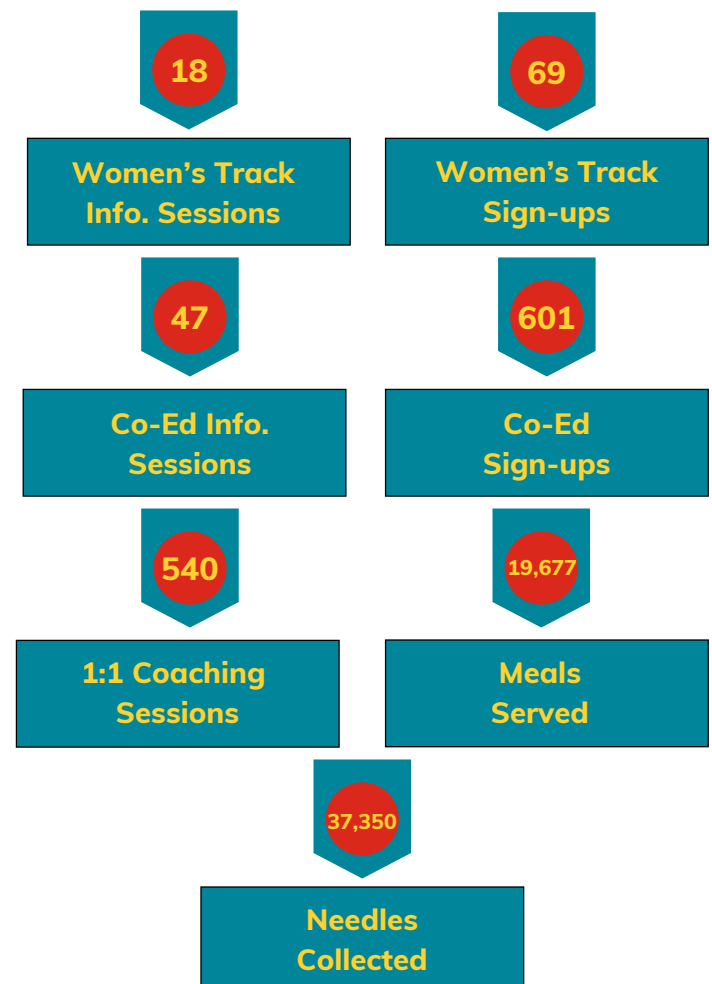 18
Women's Track
Info. Sessions
69
Women's Track
Sign-ups
47
Co-Ed Info.
Sessions
601
Co-Ed
Sign-ups
540
1:1 Coaching
Sessions
19,677
Meals
Served
37,350
Needles
Collected